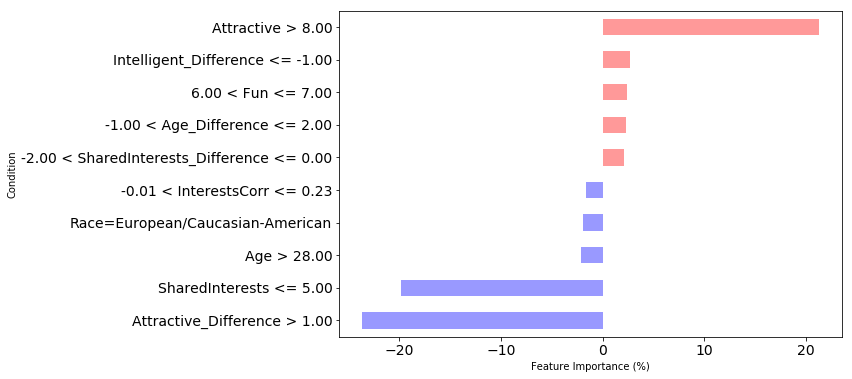 Attractive > 8.00
Intelligent_Difference <= -1.00
6.00 < Fun <= 7.00
-1.00 < Age_Difference <= 2.00
-2.00 < SharedInterests_Difference <= 0.00
-0.01 < InterestsCorr <= 0.23
Race=European/Caucasian-American
Age > 28.00
SharedInterests <= 5.00
Attractive_Difference > 1.00
Condition
−20 −10 0 10 20
Feature Importance (%)